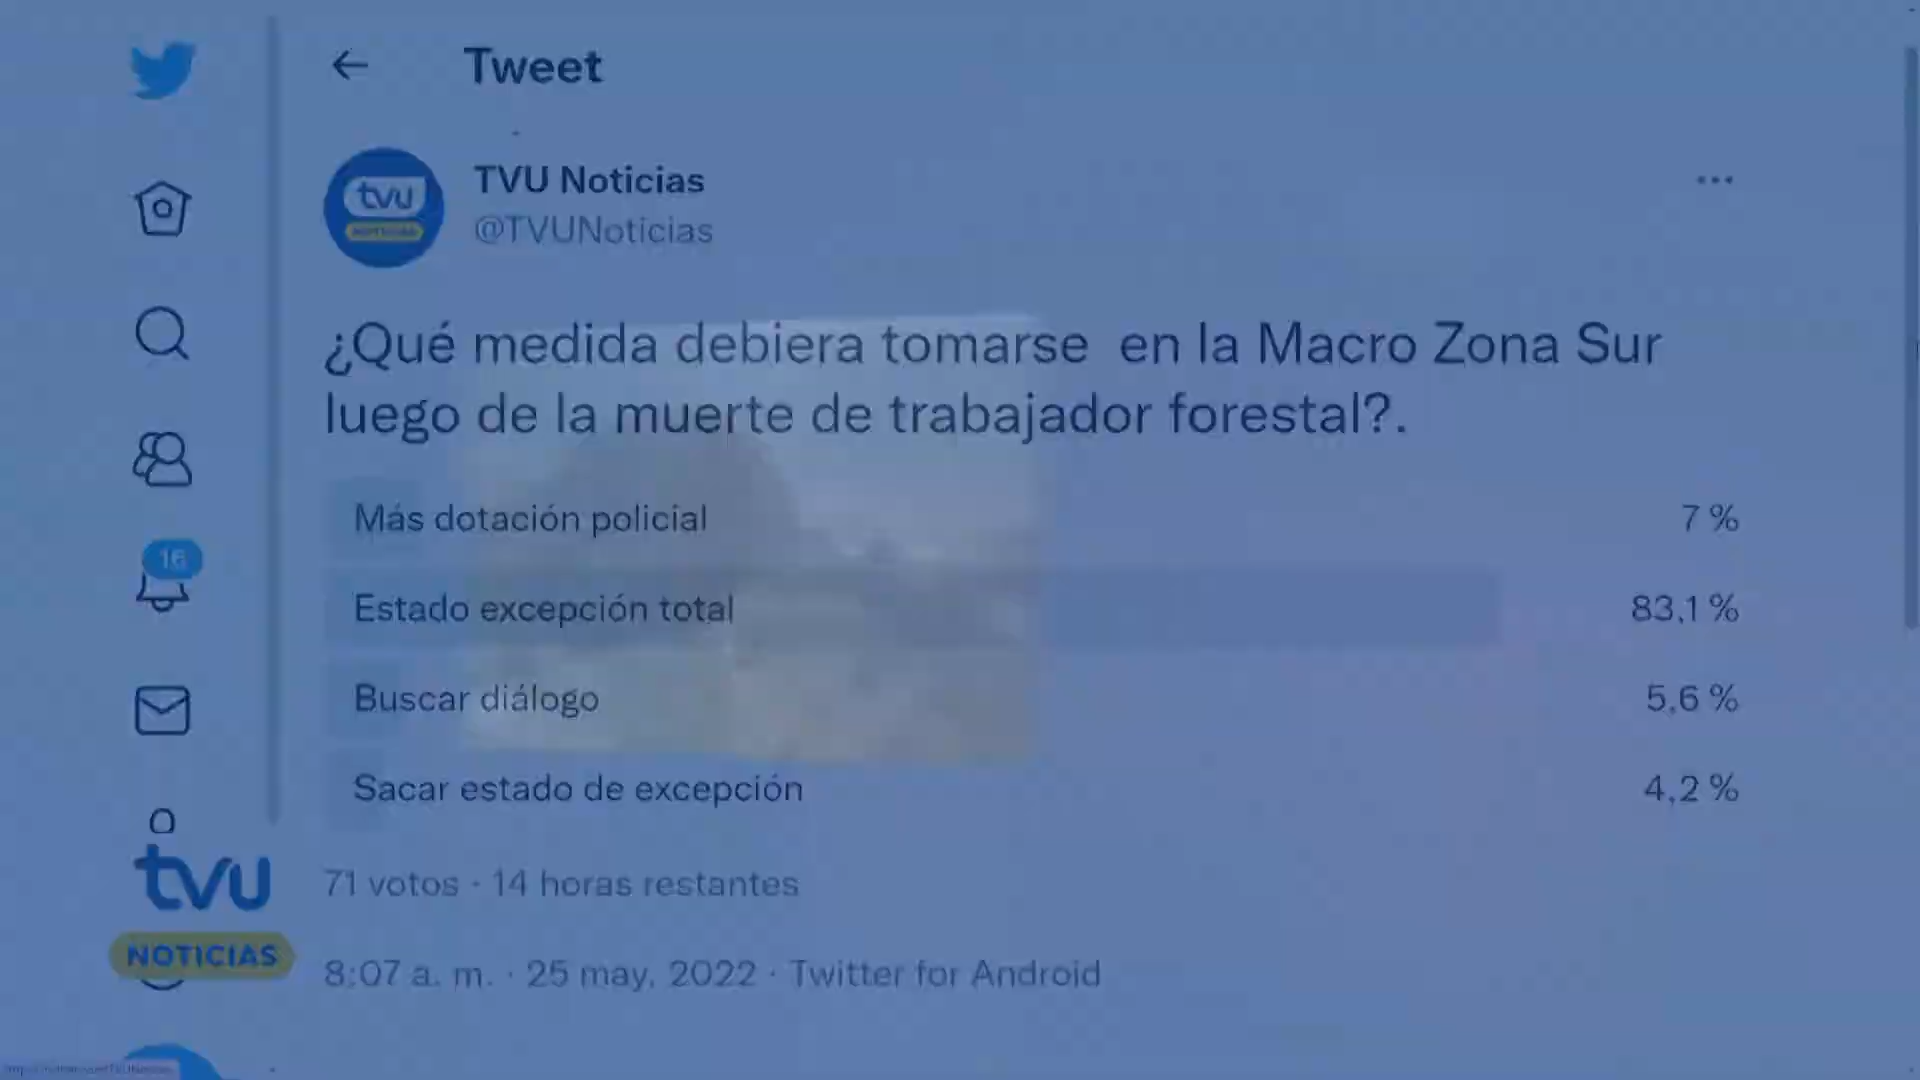 Tweet
tvu
NOTICIAS
TVU Noticias
@TVUNoticias
¿Qué medida debiera tomarse en la Macro Zona Sur
luego de la muerte de trabajador forestal?.
Más dotación policial 7 %
Estado excepción total 83,1 %
16
Buscar diálogo 5,6 %
Sacar estado de excepción 4,2 %
71 votos · 14 horas restantes
tvu
NOTICIAS
8:07 a. m. · 25 may. 2022 · Twitter for Android